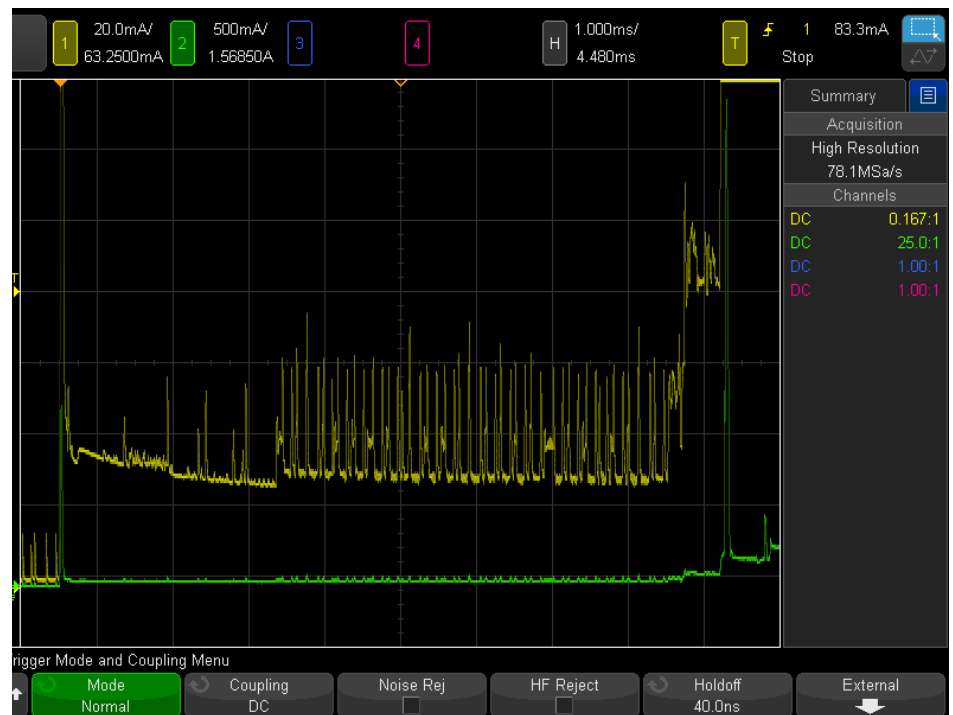 1 20.0mA/ 2 500mA/ 3 4 H 1.000ms/ T 1 83.3mA
63.2500mA 1.56850A 4.480ms Stop
Summary
Acquisition
High Resolution
78.1MSa/s
Channels
DC 0.167:1
DC 25.0:1
DC 1.00:1
DC 1.00:1
T
rigger Mode and Coupling Menu
Mode Coupling Noise Rej HF Reject Holdoff External
Normal DC 40.0ns